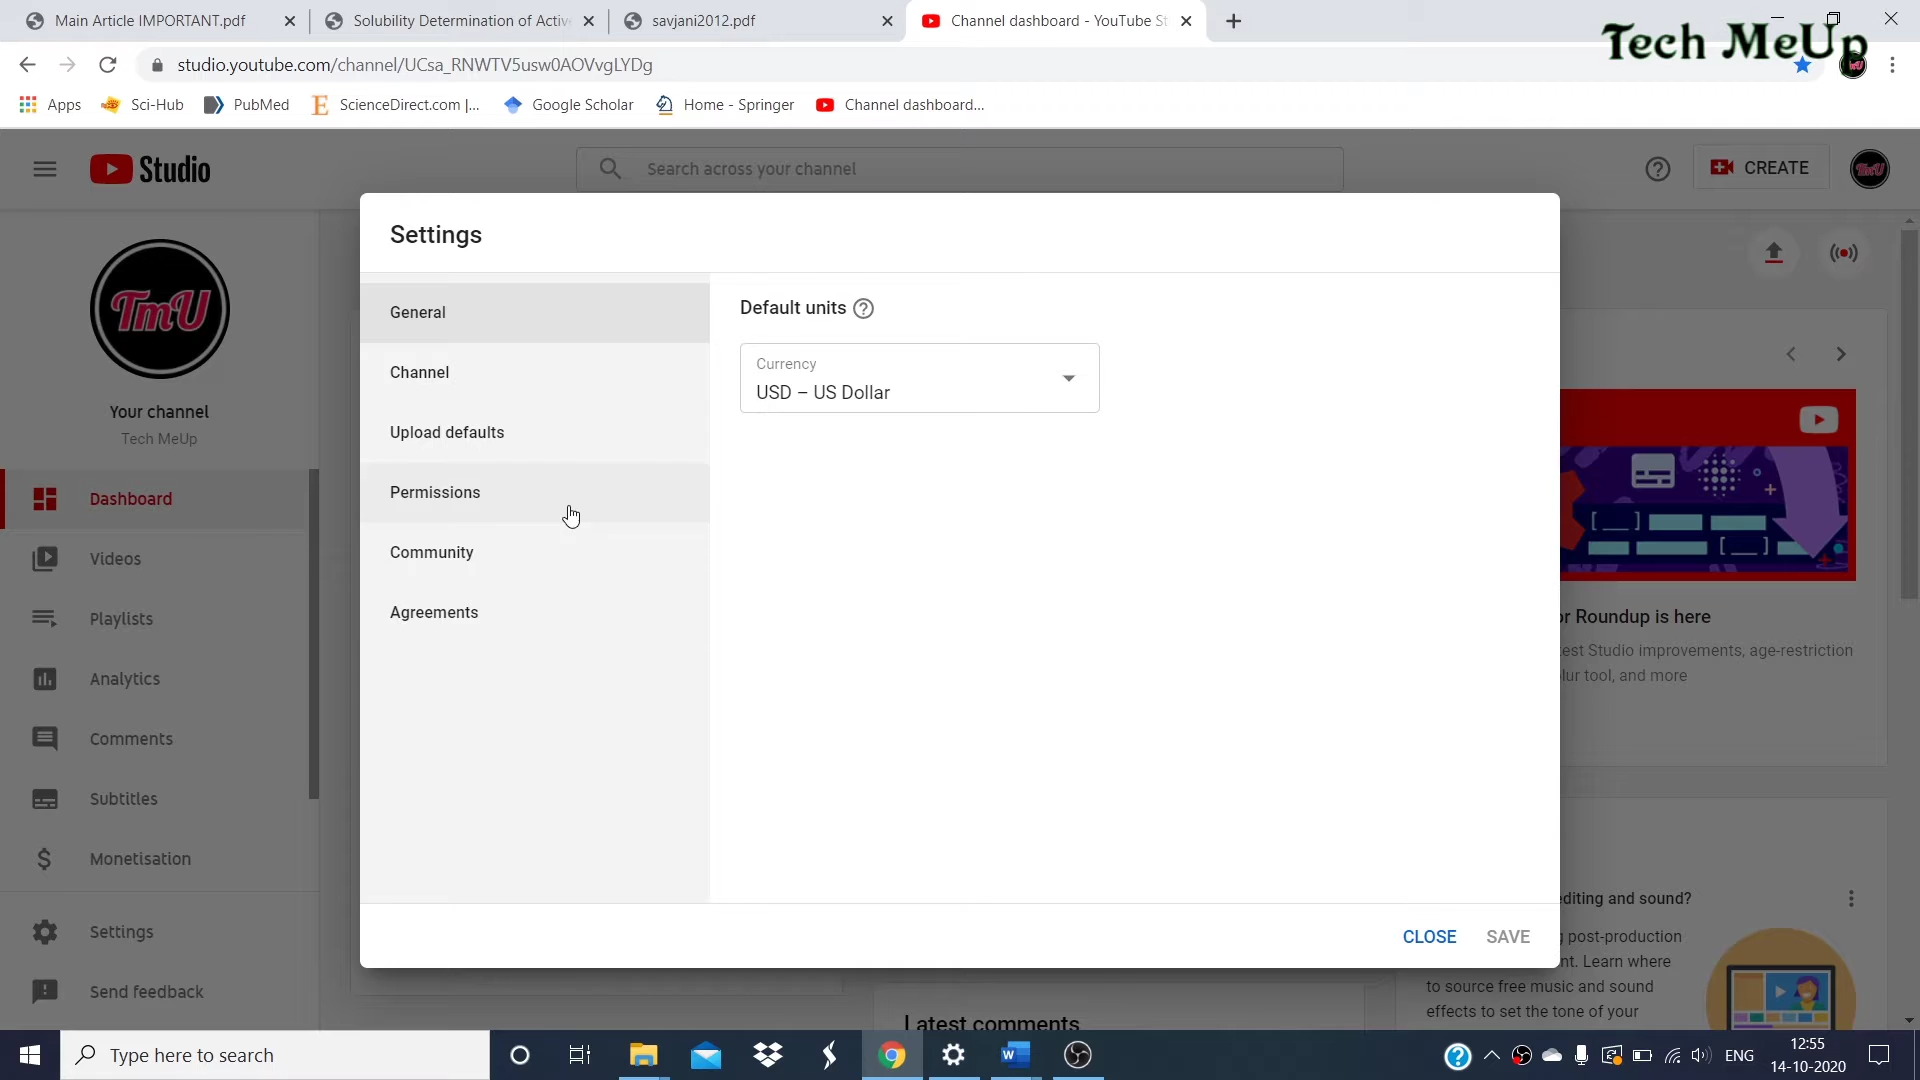 Main Article IMPORTANT.pdf
Solubility Determination of Activ
savjani2012.pdf
Channel dashboard - YouTube St
Tech MeUp
studio.youtube.com/channel/UCsa_RNWTV5usw0AOVvgLYDg
Apps
Sci-Hub
PubMed
ScienceDirect.com |...
Google Scholar
Home - Springer
Channel dashboard...
Studio
Search across your channel
CREATE
TmU
Settings
TmU
General
Default units
Channel
Currency
USD – US Dollar
Your channel
Tech MeUp
Upload defaults
Permissions
Dashboard
Community
Videos
Agreements
Playlists
or Roundup is here
est Studio improvements, age-restriction
lur tool, and more
Analytics
Comments
Subtitles
Monetisation
diting and sound?
Settings
CLOSE
SAVE
post-production
nt. Learn where
to source free music and sound
effects to set the tone of your
Send feedback
Latest comments
Type here to search
ENG
12:55
14-10-2020